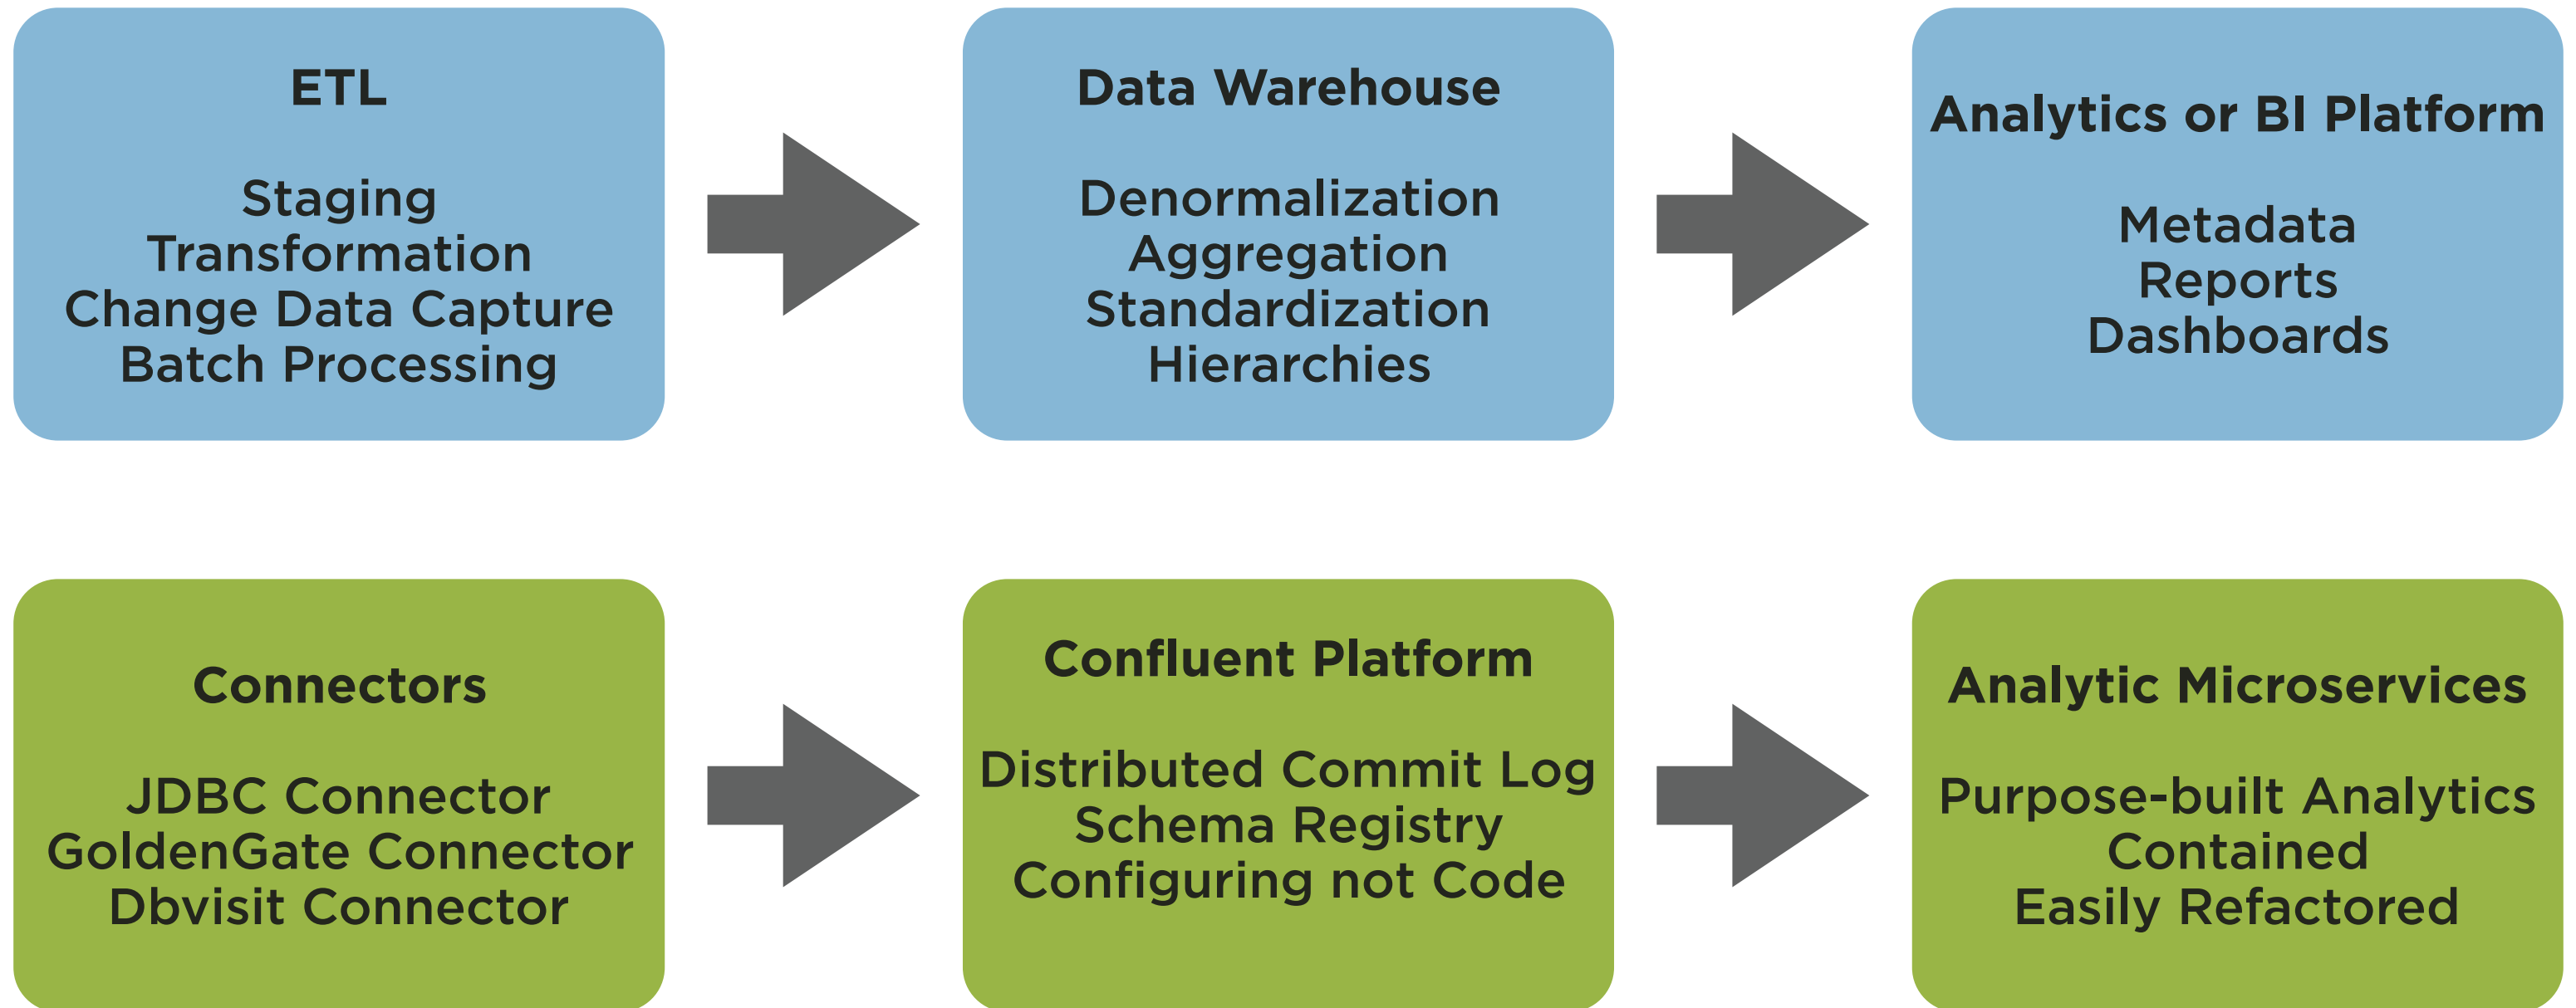 ETL
Staging
Transformation
Change Data Capture
Batch Processing
Data Warehouse
Denormalization
Aggregation
Standardization
Hierarchies
Analytics or BI Platform
Metadata
Reports
Dashboards
Connectors
JDBC Connector
GoldenGate Connector
Dbvisit Connector
Confluent Platform
Distributed Commit Log
Schema Registry
Configuring not Code
Analytic Microservices
Purpose-built Analytics
Contained
Easily Refactored